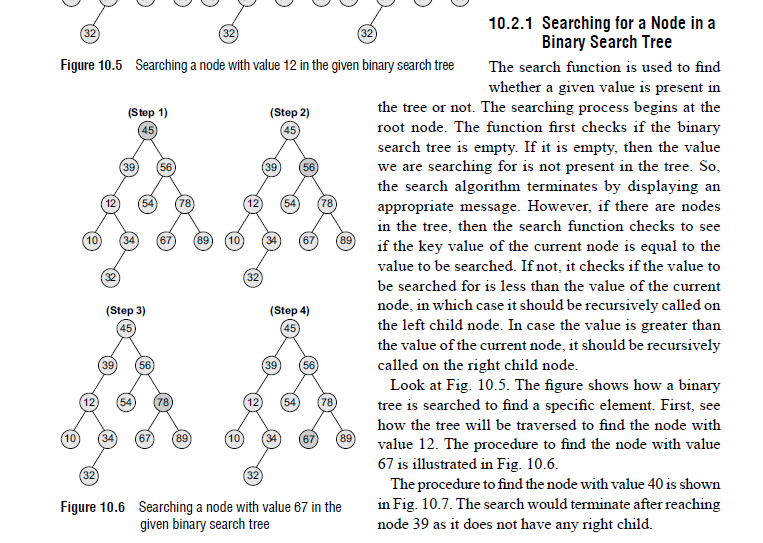 32 32 32
Figure 10.5 Searching a node with value 12 in the given binary search tree
(Step 1) (Step 2)
45 45
39 56 39 56
12 54 78 12 54 78
10 34 67 89 10 34 67 89
32 32
(Step 3) (Step 4)
45 45
39 56 39 56
12 54 78 12 54 78
10 34 67 89 10 34 67 89
32 32
Figure 10.6 Searching a node with value 67 in the
given binary search tree
10.2.1 Searching for a Node in a
Binary Search Tree
The search function is used to find
whether a given value is present in
the tree or not. The searching process begins at the
root node. The function first checks if the binary
search tree is empty. If it is empty, then the value
we are searching for is not present in the tree. So,
the search algorithm terminates by displaying an
appropriate message. However, if there are nodes
in the tree, then the search function checks to see
if the key value of the current node is equal to the
value to be searched. If not, it checks if the value to
be searched for is less than the value of the current
node, in which case it should be recursively called on
the left child node. In case the value is greater than
the value of the current node, it should be recursively
called on the right child node.
Look at Fig. 10.5. The figure shows how a binary
tree is searched to find a specific element. First, see
how the tree will be traversed to find the node with
value 12. The procedure to find the node with value
67 is illustrated in Fig. 10.6.
The procedure to find the node with value 40 is shown
in Fig. 10.7. The search would terminate after reaching
node 39 as it does not have any right child.